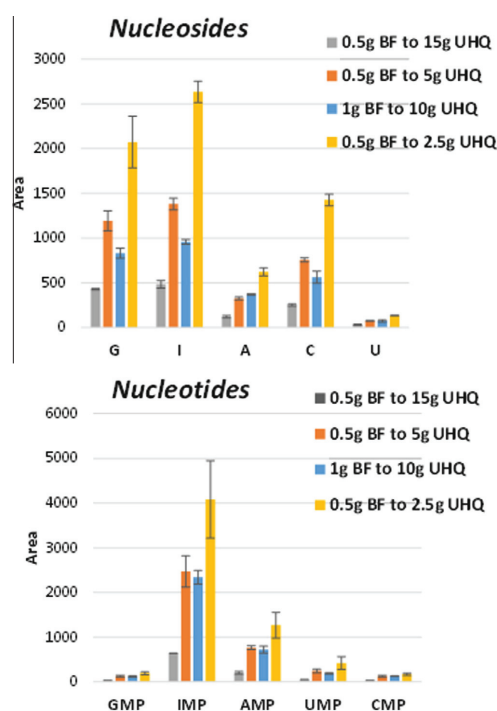 Nucleosides
0.5g BF to 15g UHQ
0.5g BF to 5g UHQ
1g BF to 10g UHQ
0.5g BF to 2.5g UHQ
3000
2500
2000
1500
1000
500
0
Area
G I A C U
Nucleotides
0.5g BF to 15g UHQ
0.5g BF to 5g UHQ
1g BF to 10g UHQ
0.5g BF to 2.5g UHQ
6000
5000
4000
3000
2000
1000
0
Area
GMP IMP AMP UMP CMP